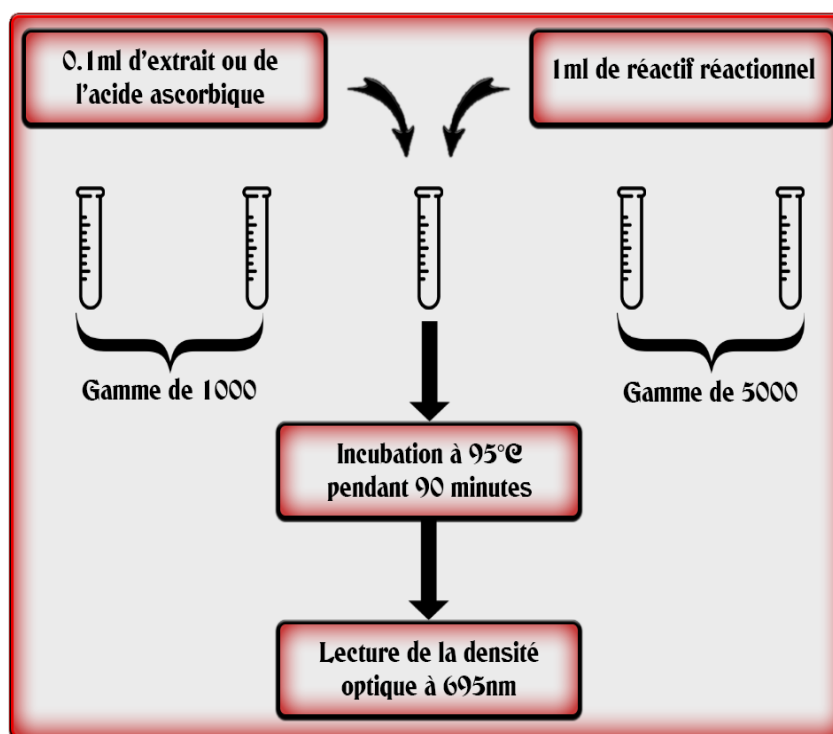 0.1ml d'extrait ou de
l'acide ascorbique
1ml de réactif réactionnel
Gamme de 1000
Gamme de 5000
Incubation à 95°C
pendant 90 minutes
Lecture de la densité
optique à 695nm